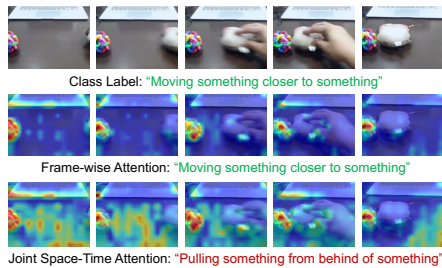 Class Label: "Moving something closer to something"
Frame-wise Attention: "Moving something closer to something"
Joint Space-Time Attention: "Pulling something from behind of something"